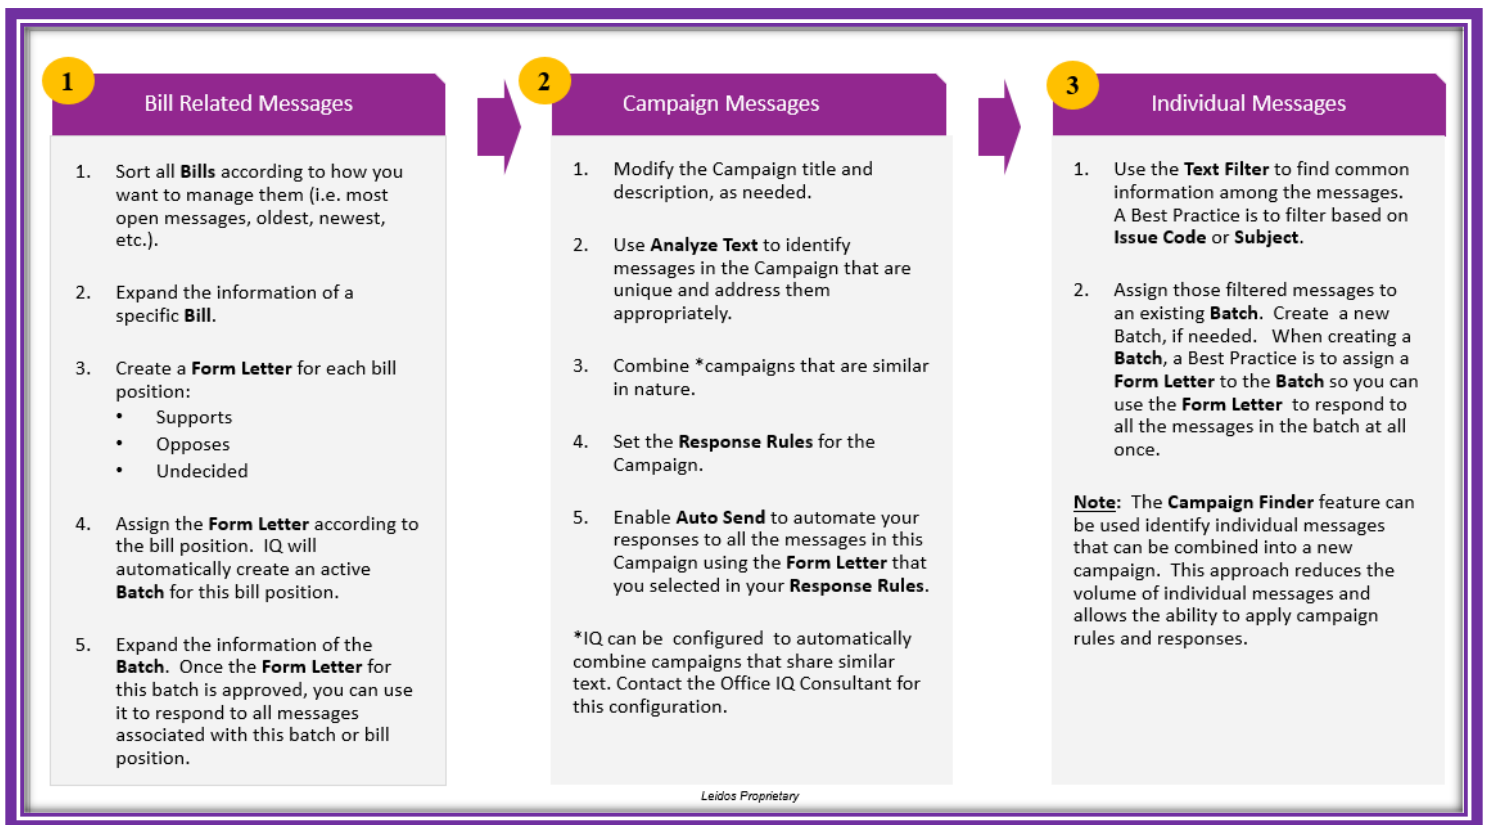 1
Bill Related Messages
1. Sort all Bills according to how you
want to manage them (i.e. most
open messages, oldest, newest,
etc.).
2. Expand the information of a
specific Bill.
3. Create a Form Letter for each bill
position:
• Supports
• Opposes
• Undecided
4. Assign the Form Letter according to
the bill position. IQ will
automatically create an active
Batch for this bill position.
5. Expand the information of the
Batch. Once the Form Letter for
this batch is approved, you can use
it to respond to all messages
associated with this batch or bill
position.
2
Campaign Messages
1. Modify the Campaign title and
description, as needed.
2. Use Analyze Text to identify
messages in the Campaign that are
unique and address them
appropriately.
3. Combine *campaigns that are similar
in nature.
4. Set the Response Rules for the
Campaign.
5. Enable Auto Send to automate your
responses to all the messages in this
Campaign using the Form Letter that
you selected in your Response Rules.
*IQ can be configured to automatically
combine campaigns that share similar
text. Contact the Office IQ Consultant for
this configuration.
3
Individual Messages
1. Use the Text Filter to find common
information among the messages.
A Best Practice is to filter based on
Issue Code or Subject.
2. Assign those filtered messages to
an existing Batch. Create a new
Batch, if needed. When creating a
Batch, a Best Practice is to assign a
Form Letter to the Batch so you can
use the Form Letter to respond to
all the messages in the batch at all
once.
Note: The Campaign Finder feature can
be used identify individual messages
that can be combined into a new
campaign. This approach reduces the
volume of individual messages and
allows the ability to apply campaign
rules and responses.
Leidos Proprietary